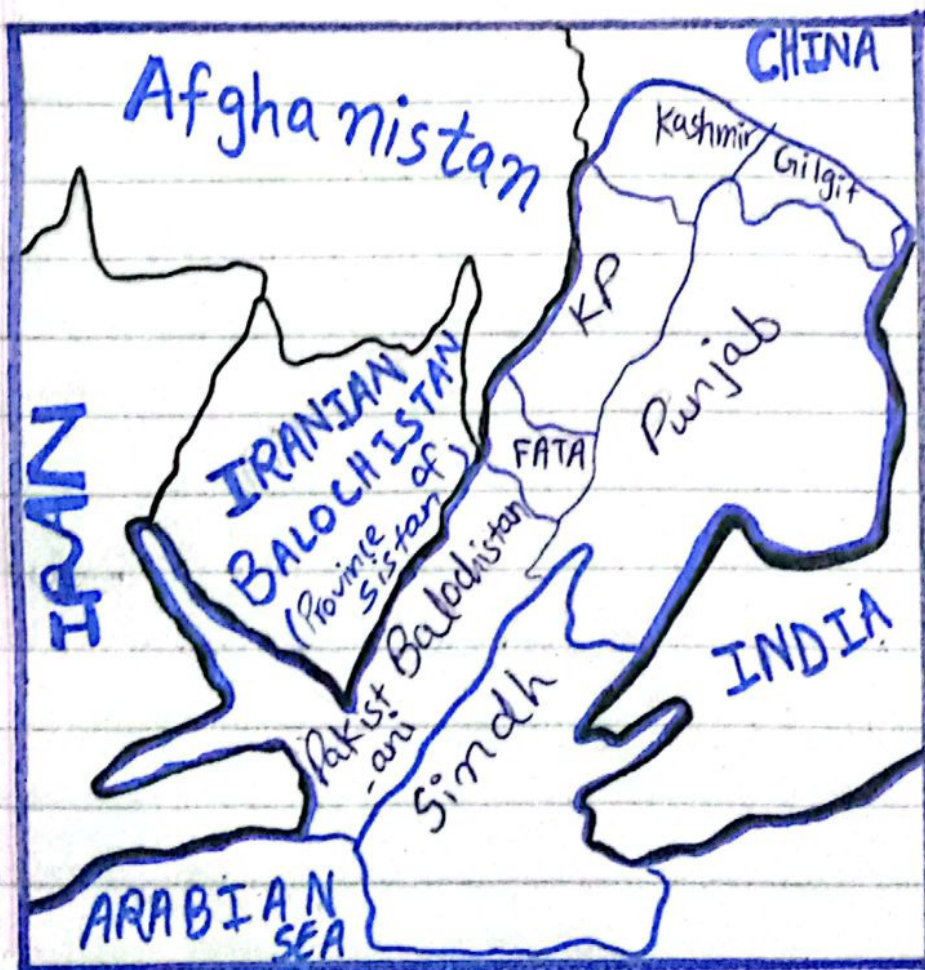 CHINA
Afghanistan
Kashmir
Gilgit
KP
Punjab
IRAN
IRANIAN
BALOCHISTAN
(Province of
Sistan)
FATA
Pakist
-ani
Balochistan
Sindh
INDIA
ARABIAN
SEA